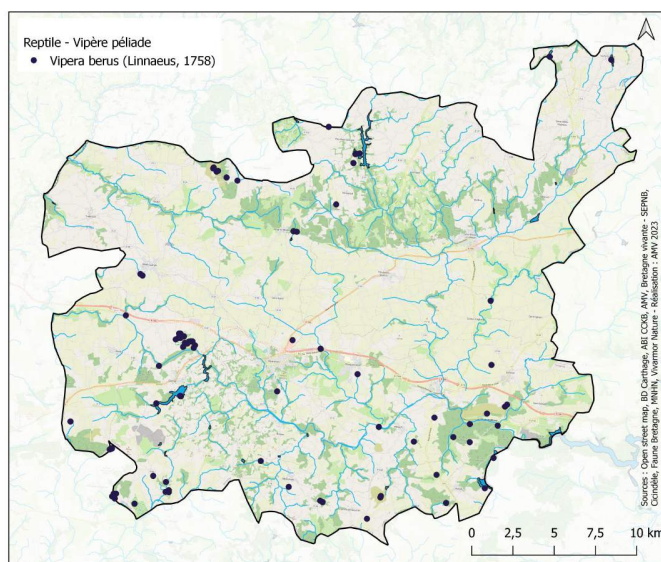 Reptile - Vipère péliade
Vipera berus (Linnaeus, 1758)
Sources : Open street map, BD Carthage, ABI CCKB, AMV, Bretagne vivante - SEPNB,
Cicindèle, Faune Bretagne, MNHN, Vivarmor Nature - Réalisation : AMV 2023
0 2,5 5 7,5 10 km